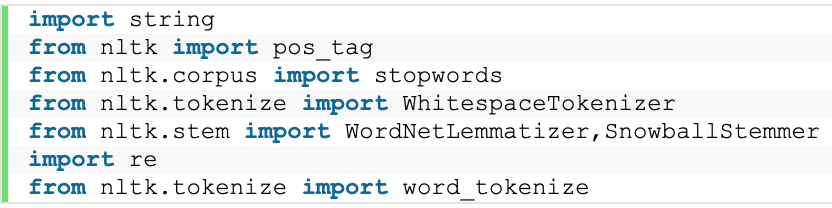 import string
from nltk import pos_tag
from nltk.corpus import stopwords
from nltk.tokenize import WhitespaceTokenizer
from nltk.stem import WordNetLemmatizer,SnowballStemmer
import re
from nltk.tokenize import word_tokenize